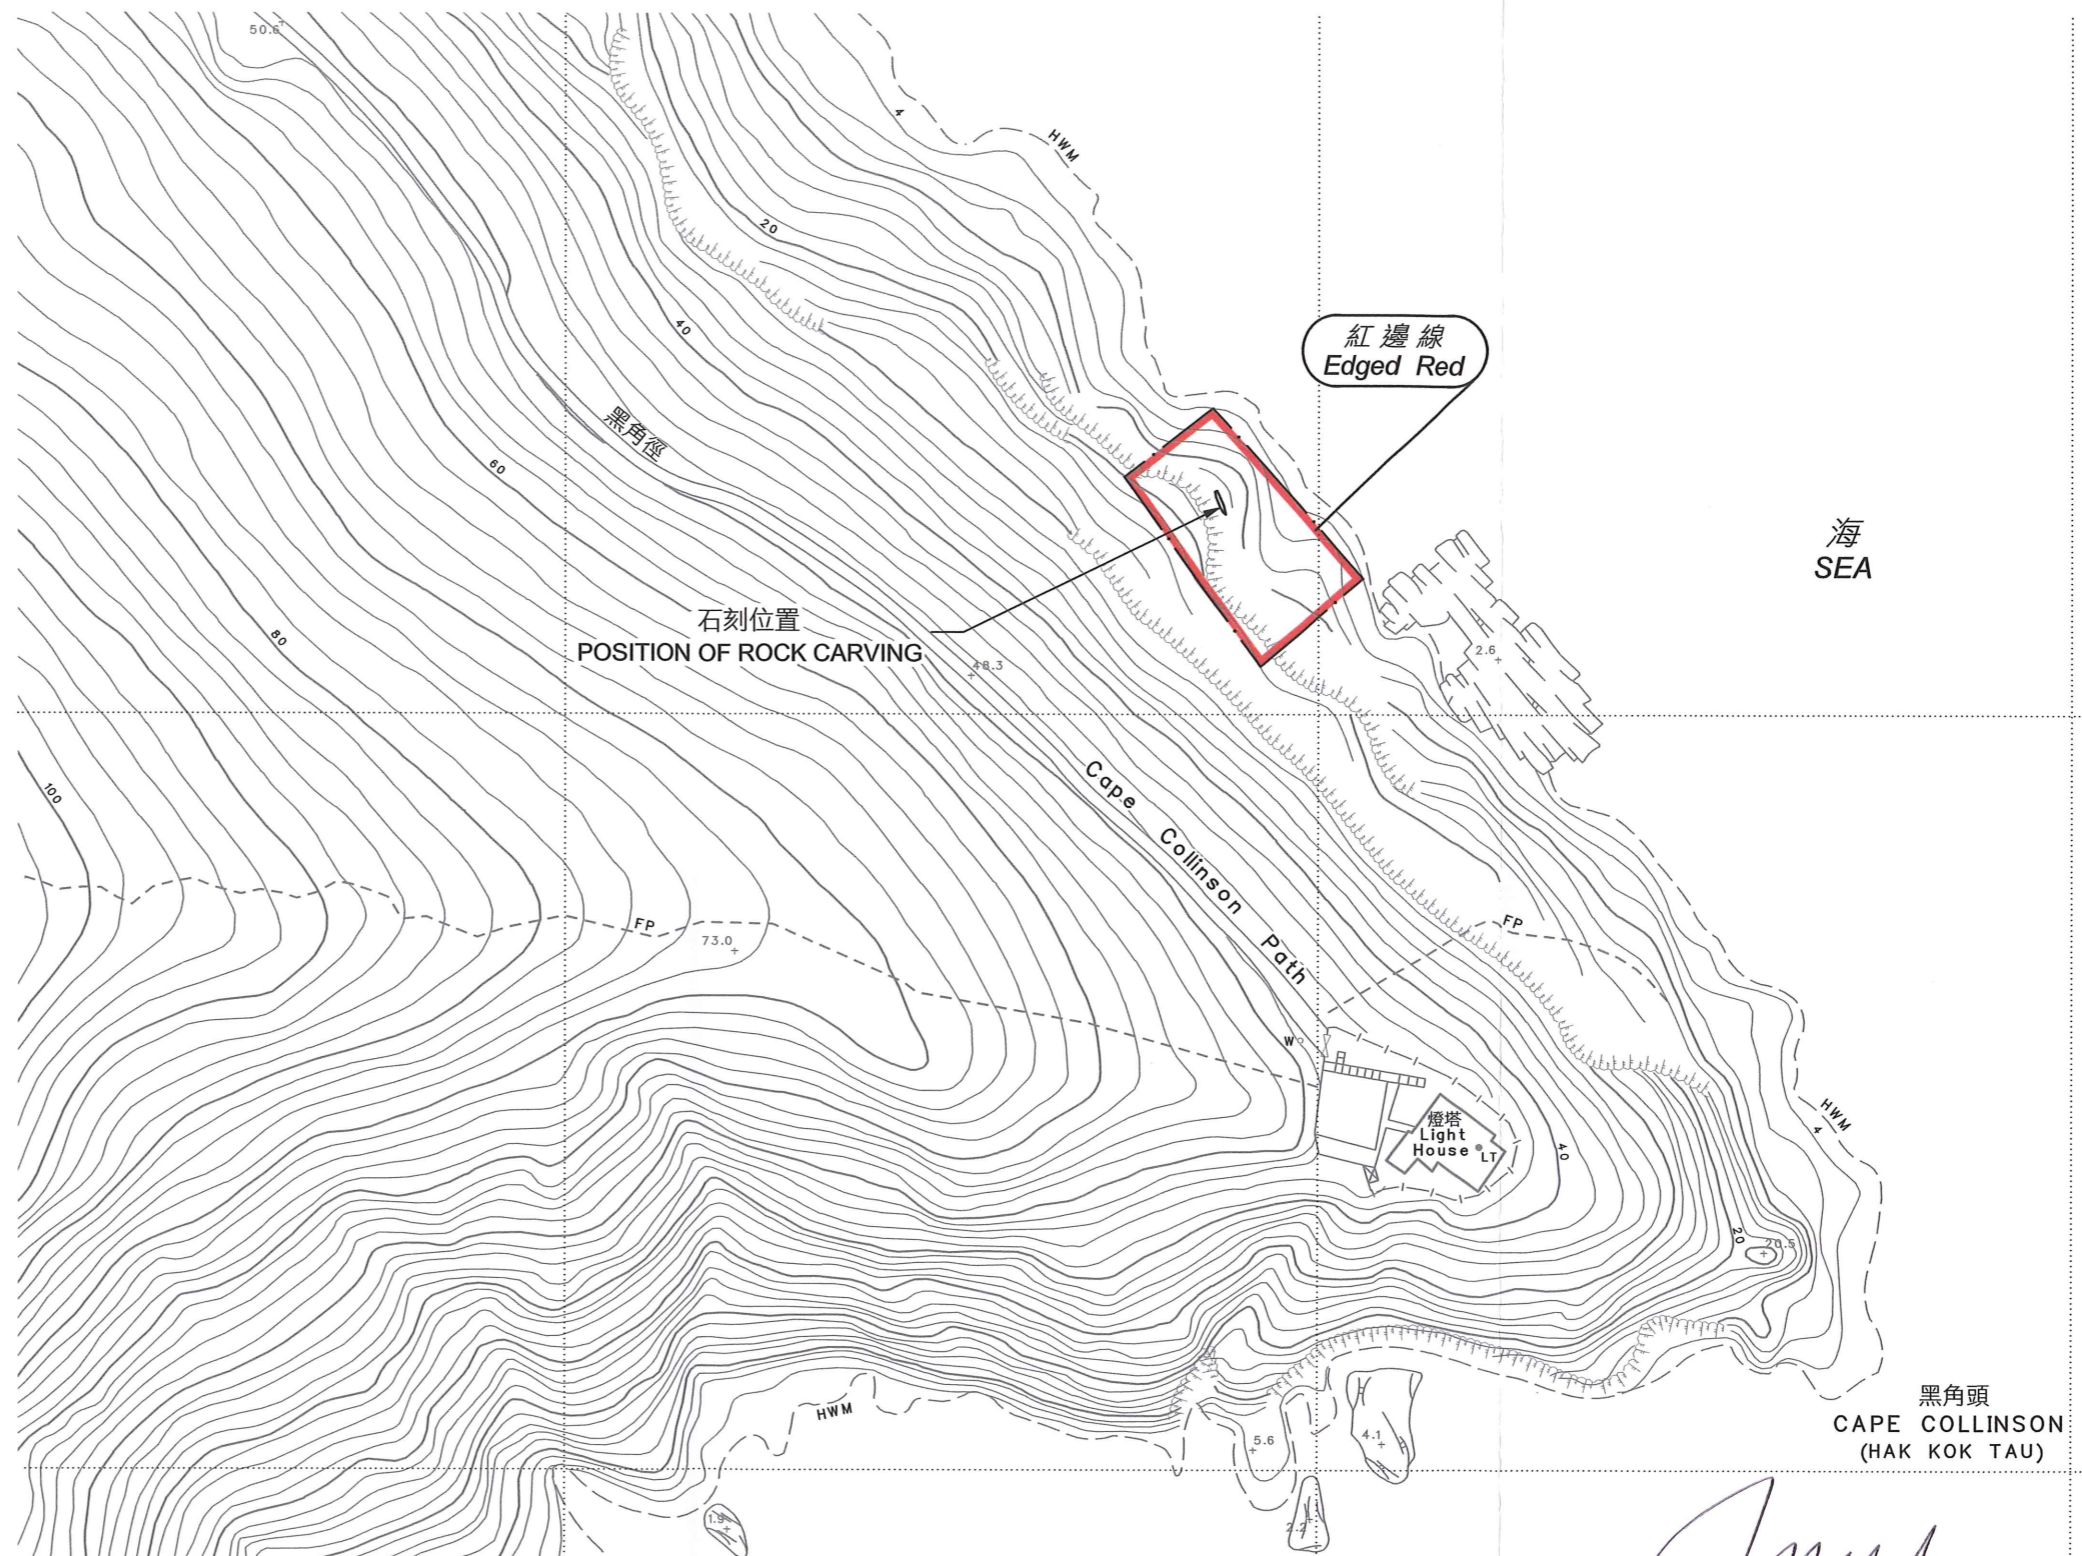 50.6
4
HWM
20
紅邊線
Edged Red
40
黑角徑
60
海
SEA
石刻位置
POSITION OF ROCK CARVING
80
48.3
2.6
Cape Collinson Path
100
FP
FP
73.0
W
HWM
4
燈塔
Light
House
LT
40
20
20.5
HWM
黑角頭
CAPE COLLINSON
(HAK KOK TAU)
5.6
4.1
1.9
2.2